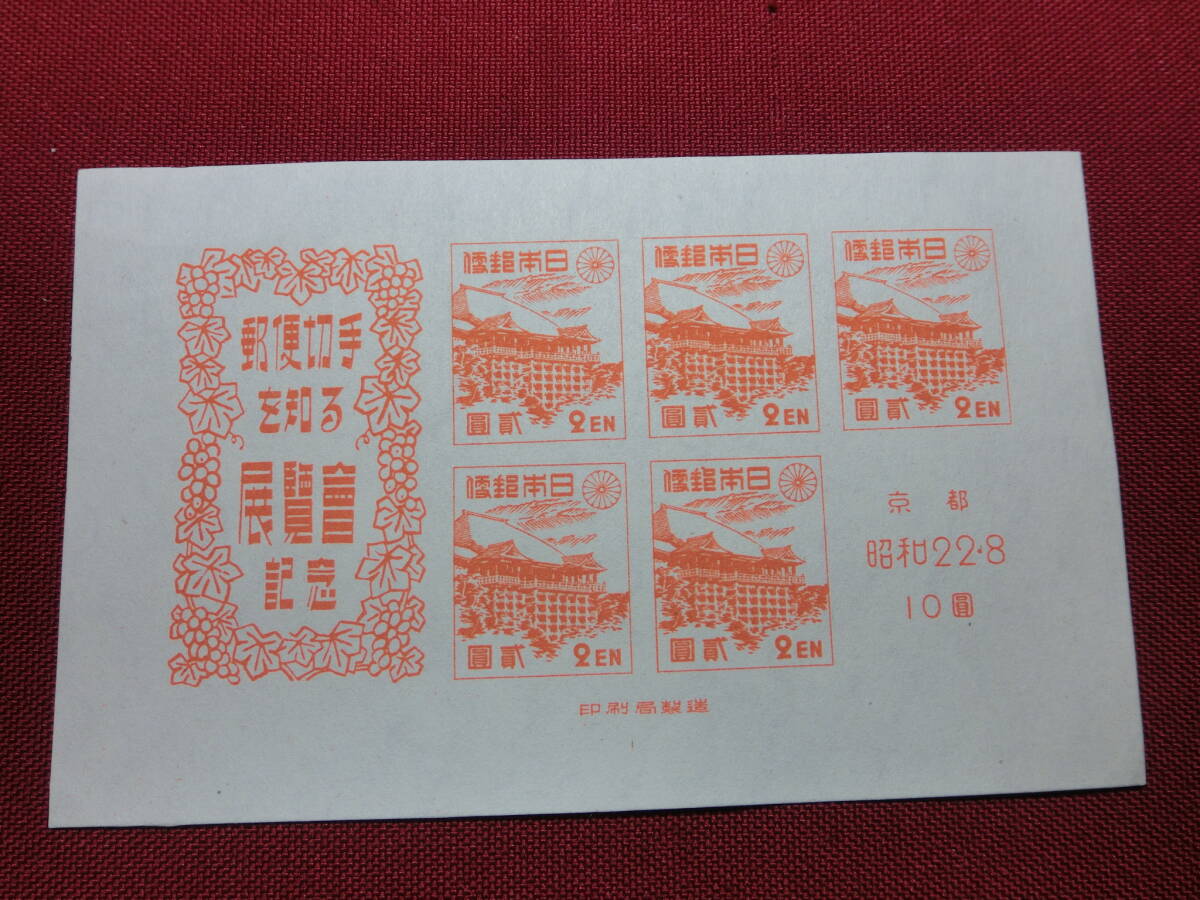 郵便切手
を知る
展覽會
記念
便郵本日
圓貳 2EN
便郵本日
圓貳 2EN
便郵本日
圓貳 2EN
便郵本日
圓貳 2EN
便郵本日
圓貳 2EN
京都
昭和22.8
10圓
印刷局製造